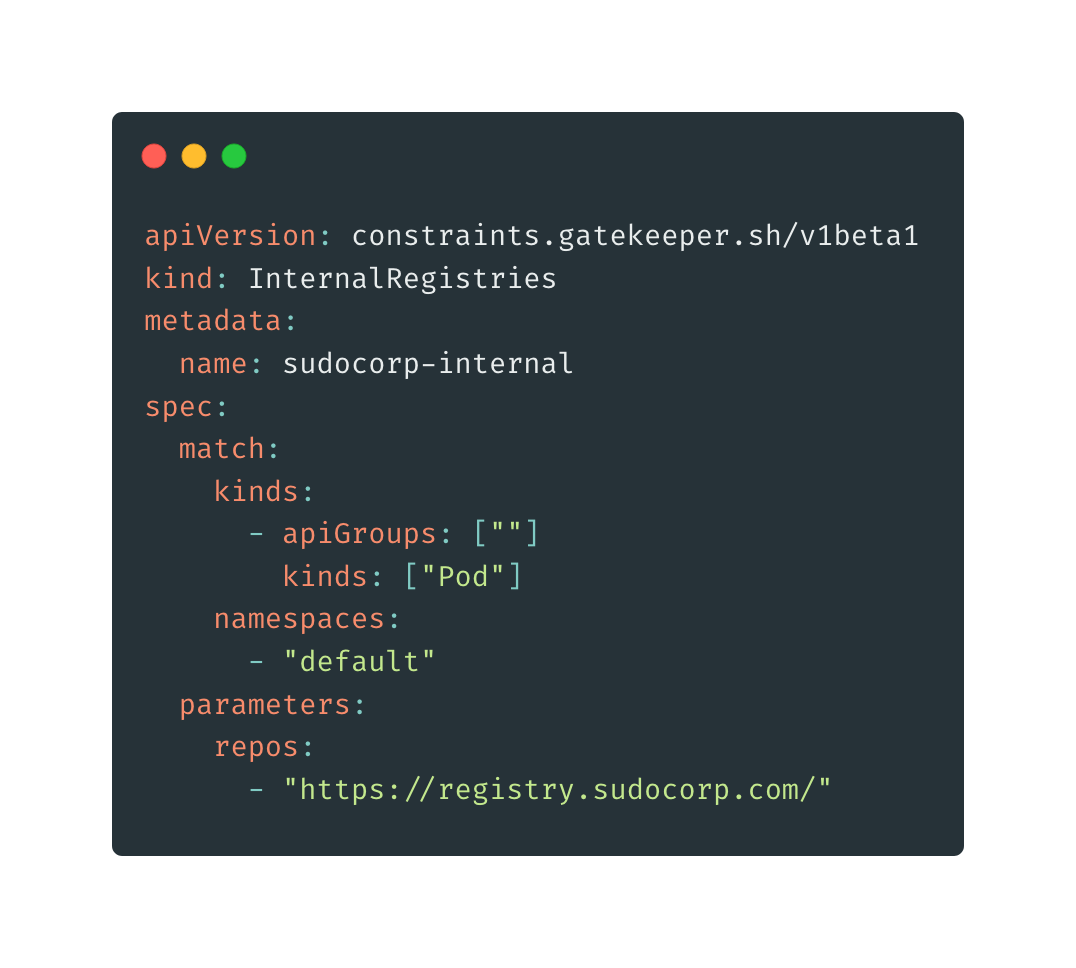 apiVersion: constraints.gatekeeper.sh/v1beta1
kind: InternalRegistries
metadata:
  name: sudocorp-internal
spec:
  match:
    kinds:
      - apiGroups: [""]
        kinds: ["Pod"]
    namespaces:
      - "default"
  parameters:
    repos:
      - "https://registry.sudocorp.com/"